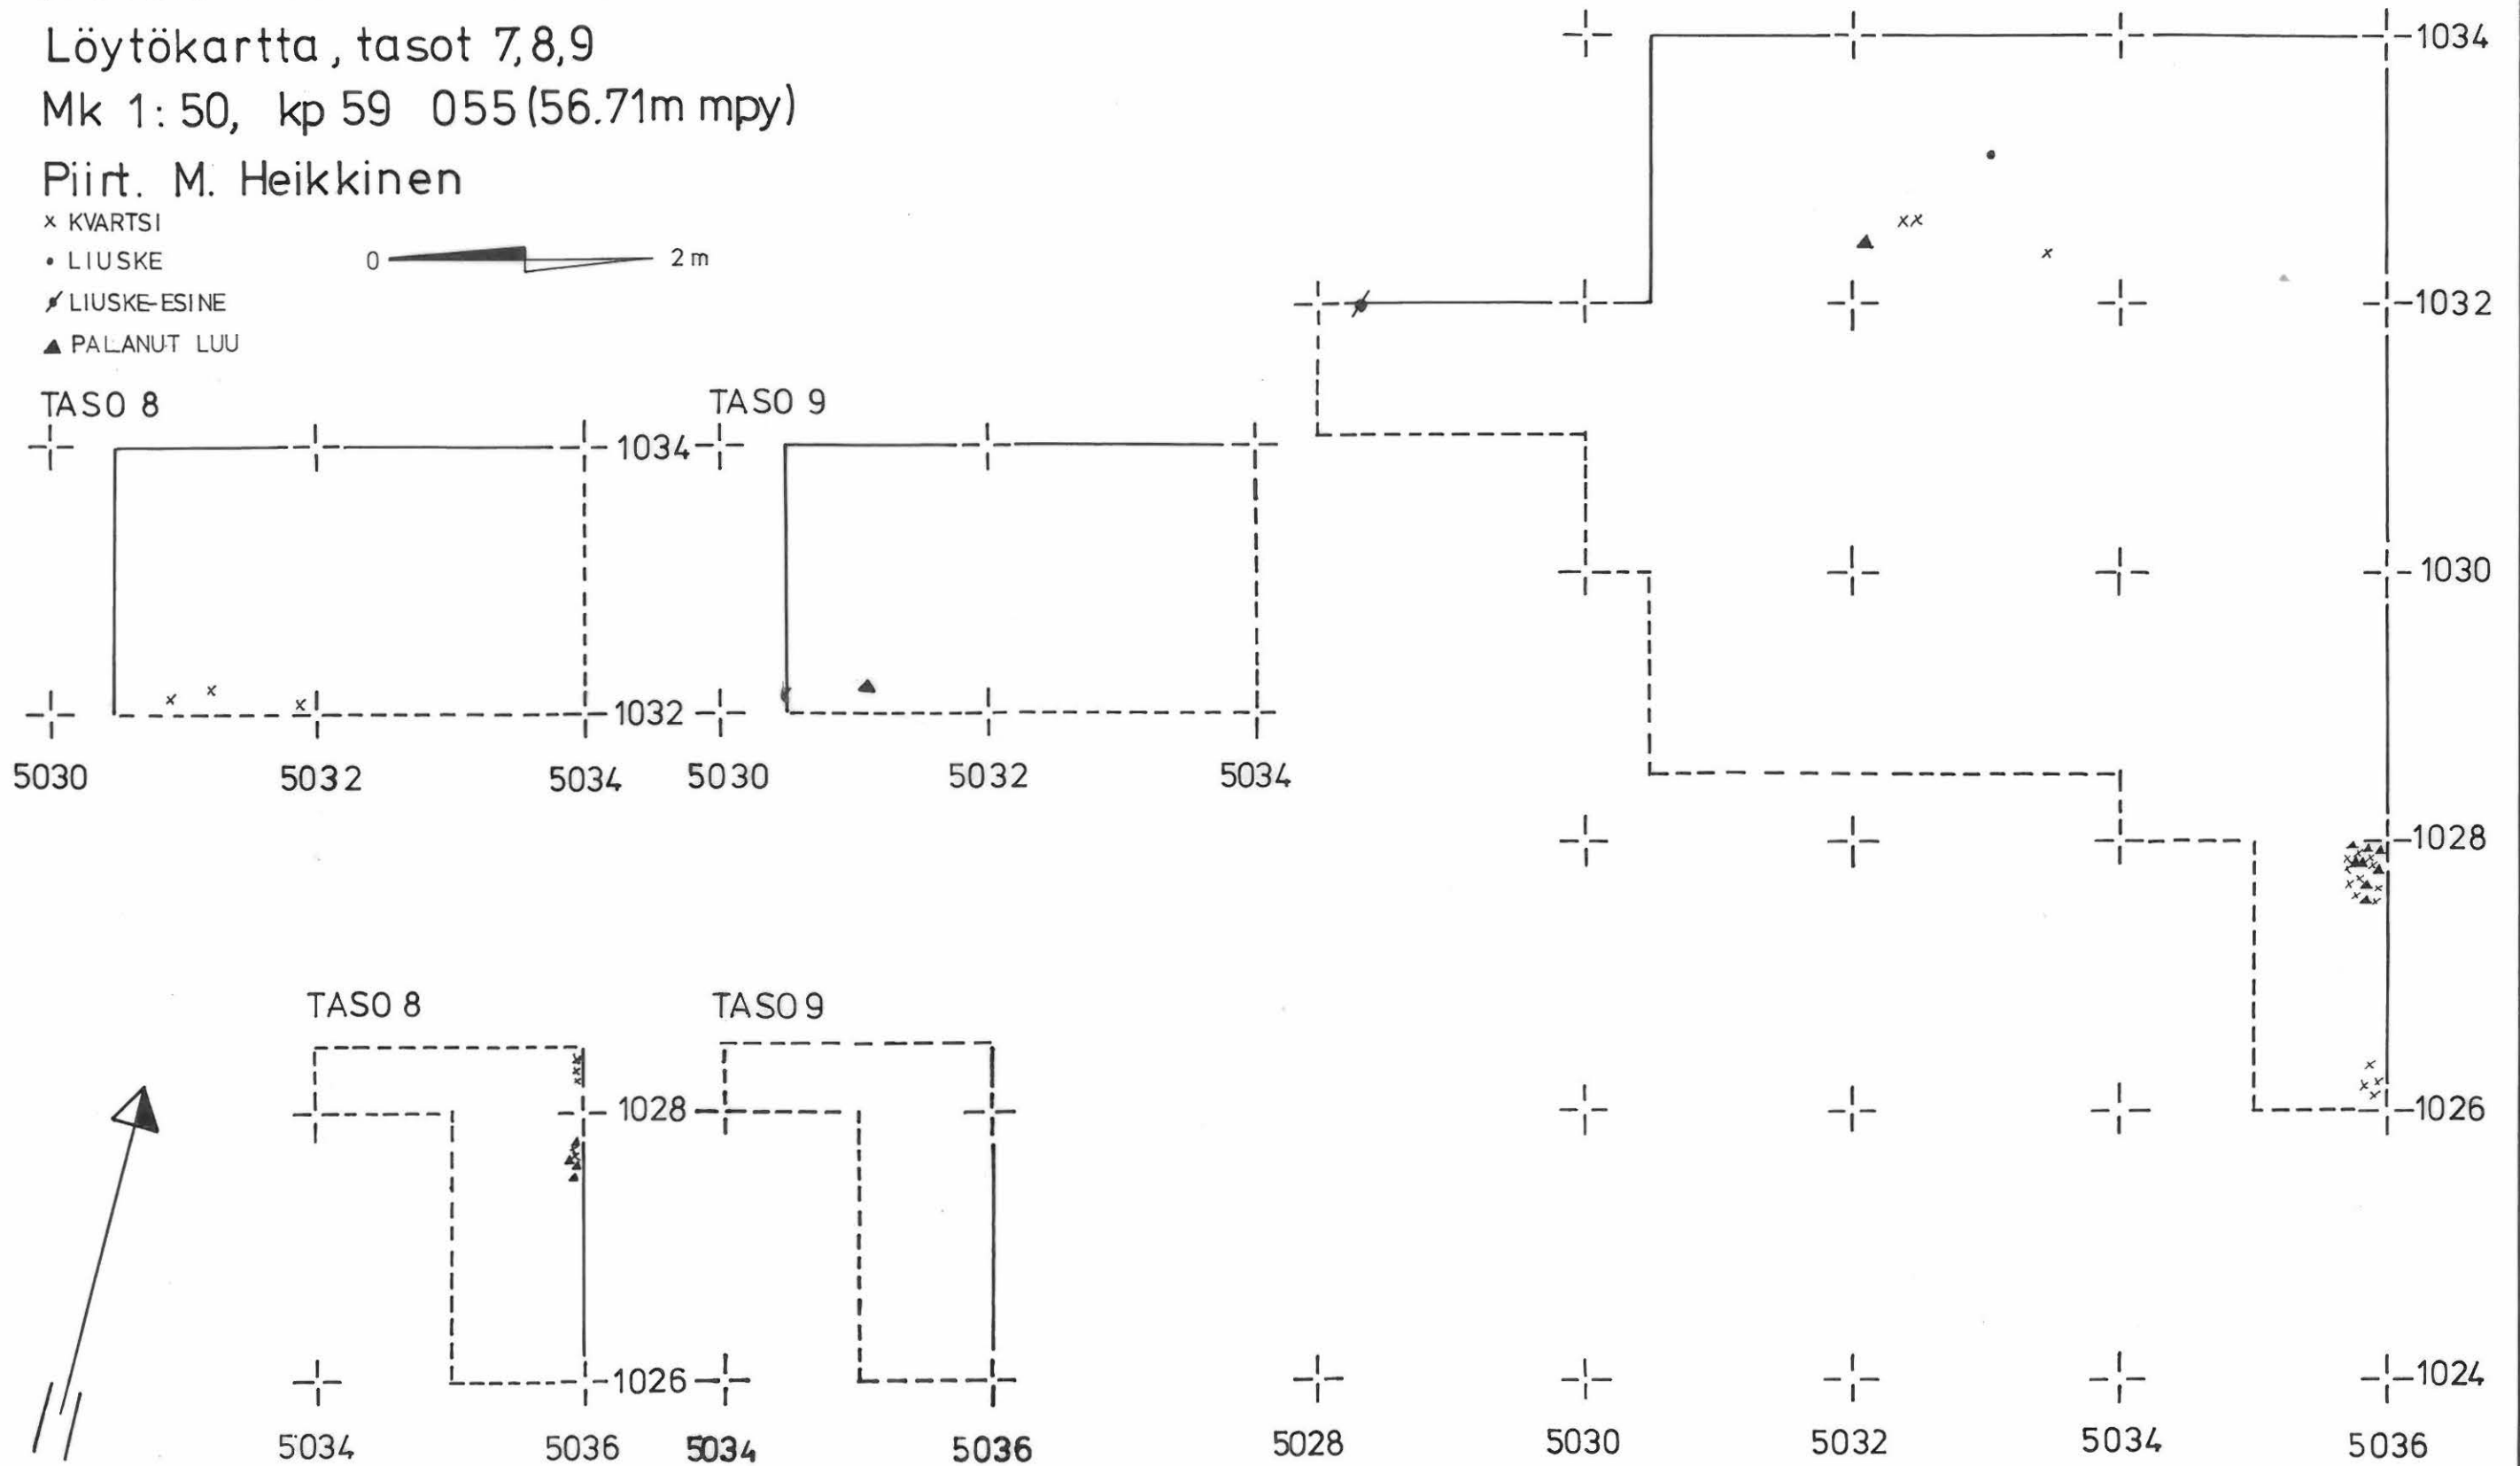 Löytökartta, tasot 7,8,9
Mk 1:50, kp 59 055 (56.71m mpy)
Piirt. M. Heikkinen
x KVARTSI
• LIUSKE
LIUSKE-ESINE
▲ PALANUT LUU
0 2 m
TASO 8 TASO 9
1034
1032
5030 5032 5034 5030 5032 5034
TASO 8 TASO 9
1028
1026
5034 5036 5034 5036
1034
1032
1030
1028
1026
1024
5028 5030 5032 5034 5036